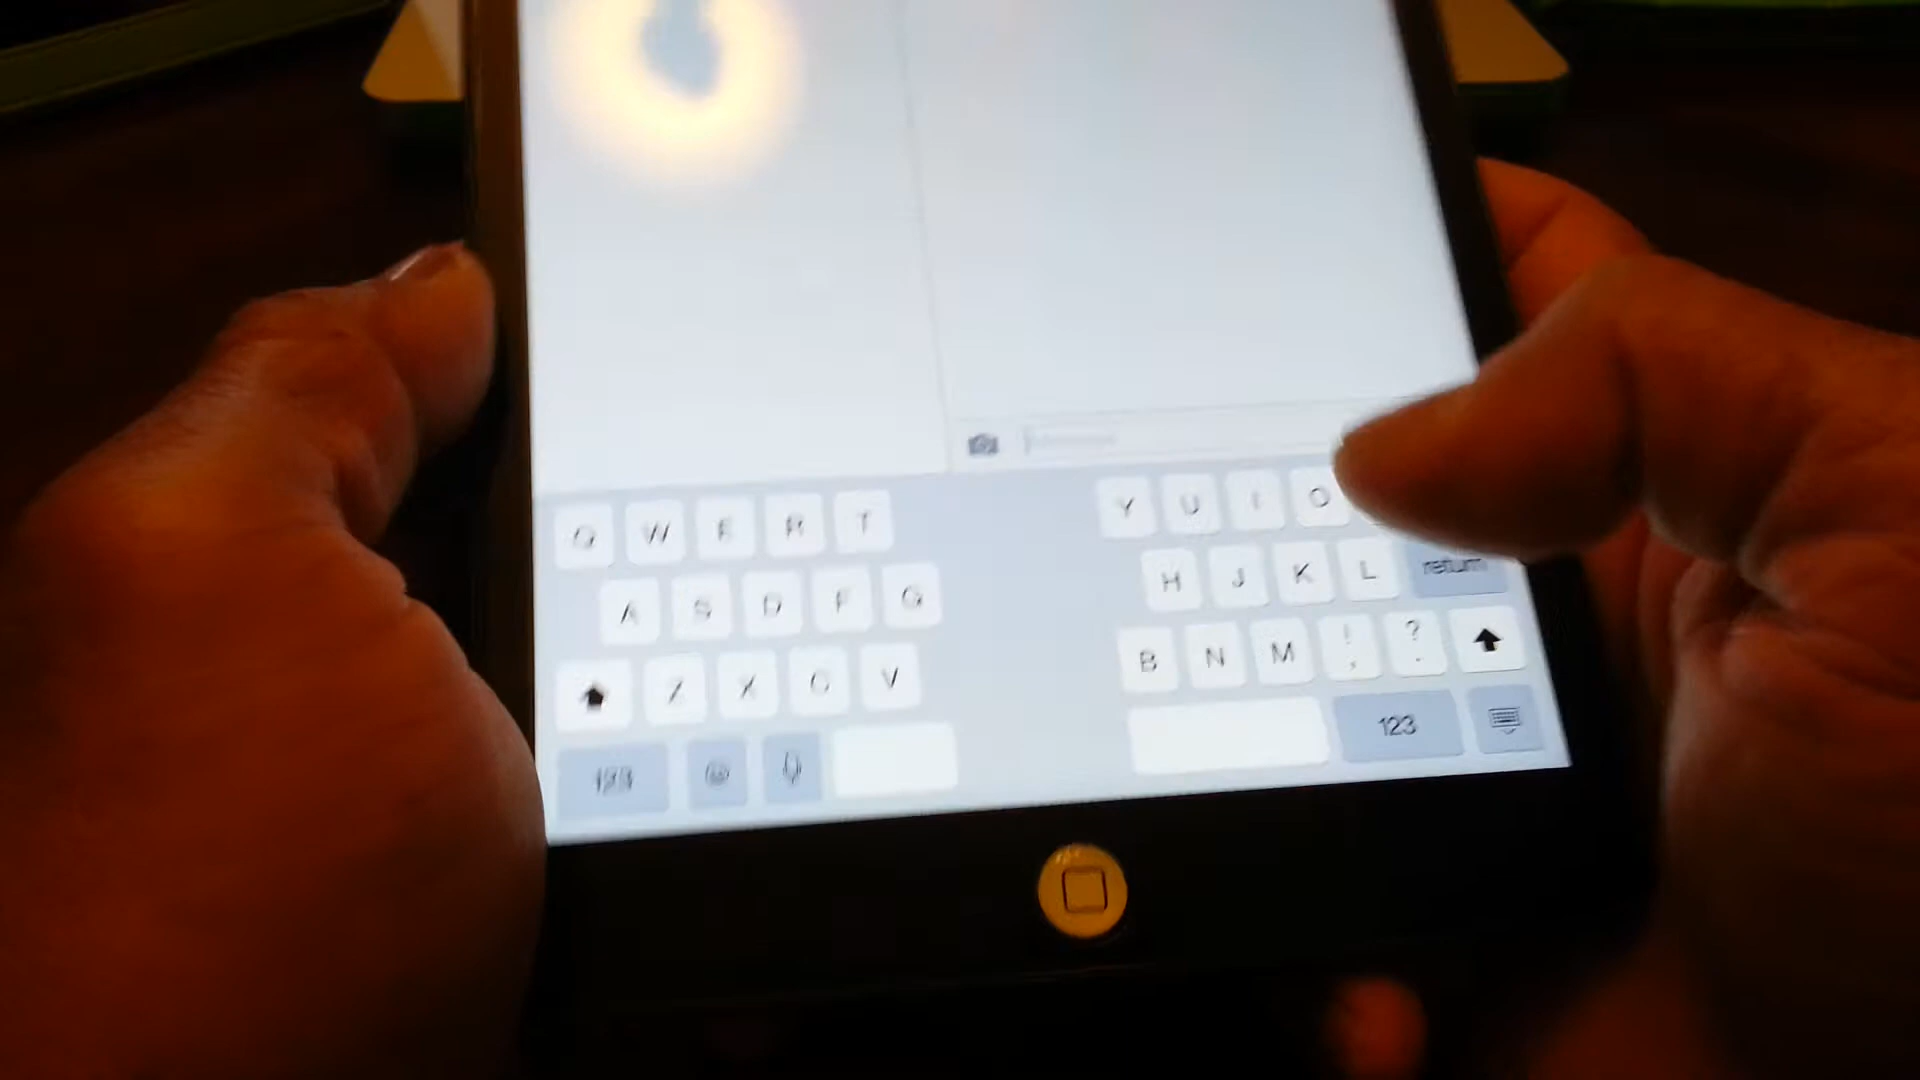 Q W E R T Y U I O
A S D F G H J K L return
Z X C V B N M ! , ? .
123 123